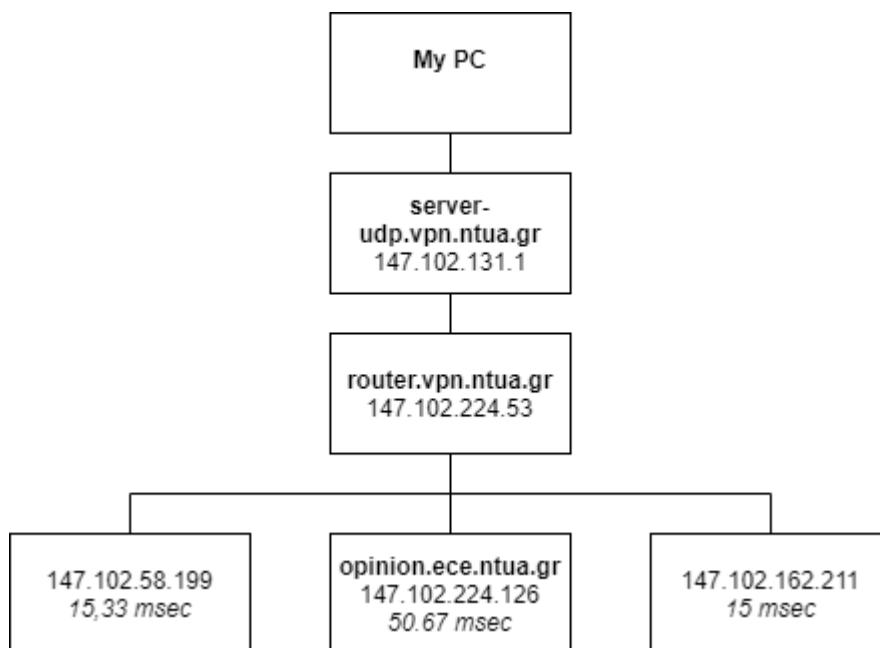 My PC
server-
udp.vpn.ntua.gr
147.102.131.1
router.vpn.ntua.gr
147.102.224.53
147.102.58.199
15,33 msec
opinion.ece.ntua.gr
147.102.224.126
50.67 msec
147.102.162.211
15 msec